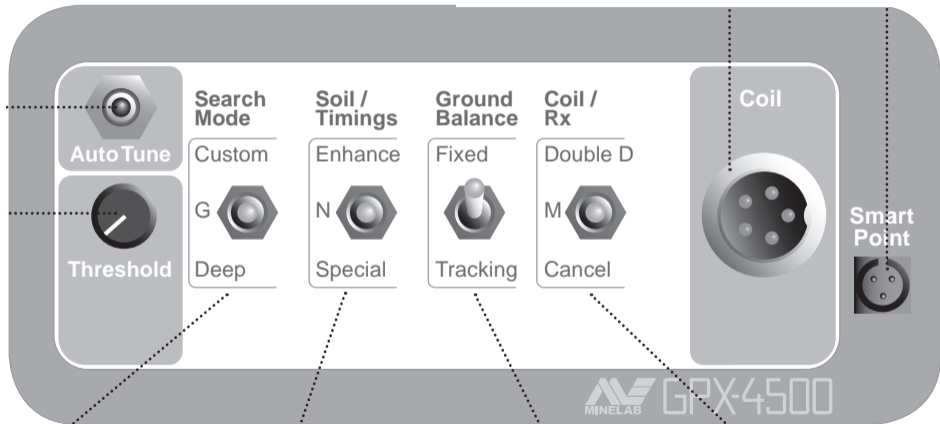 Auto Tune
Threshold
Search
Mode
Custom
G
Deep
Soil /
Timings
Enhance
N
Special
Ground
Balance
Fixed
Tracking
Coil /
Rx
Double D
M
Cancel
Coil
Smart
Point
MINELAB GPX-4500